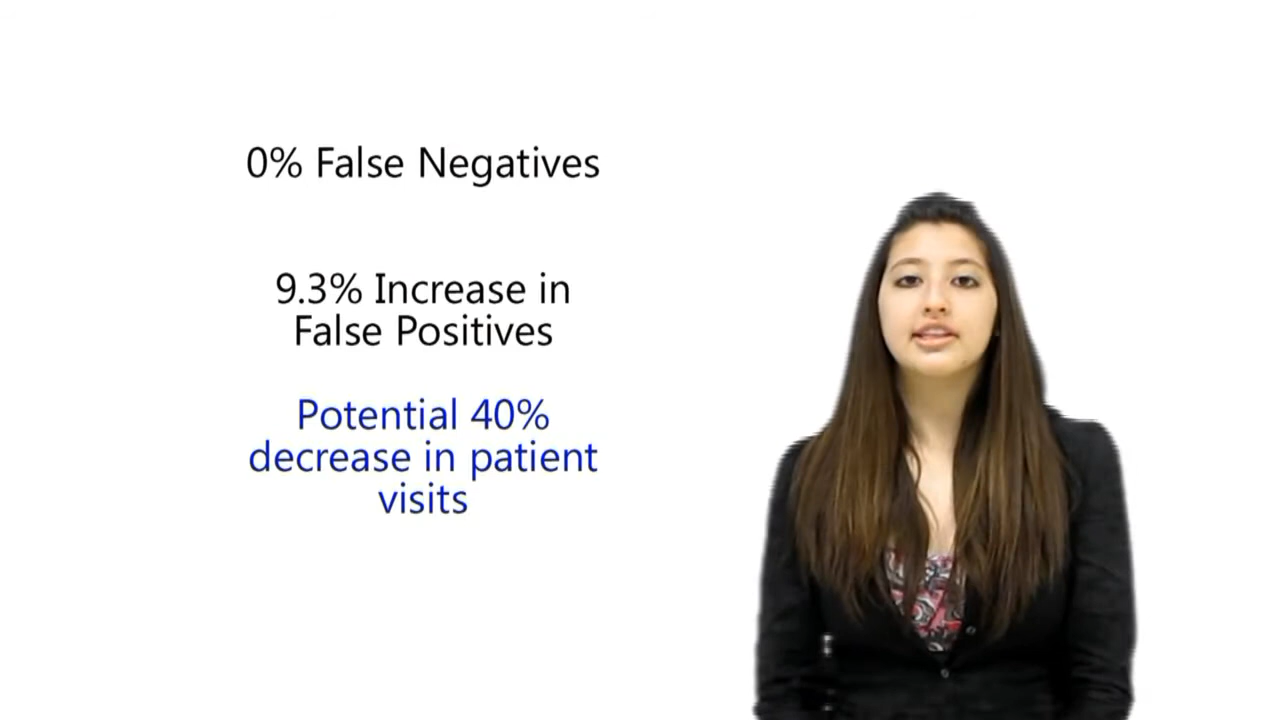 0% False Negatives
9.3% Increase in
False Positives
Potential 40%
decrease in patient
visits